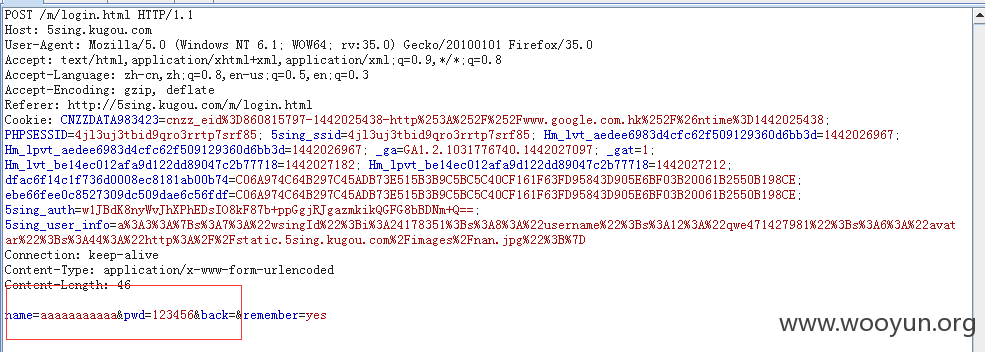 POST /m/login.html HTTP/1.1
Host: 5sing.kugou.com
User-Agent: Mozilla/5.0 (Windows NT 6.1; WOW64; rv:35.0) Gecko/20100101 Firefox/35.0
Accept: text/html,application/xhtml+xml,application/xml;q=0.9,*/*;q=0.8
Accept-Language: zh-cn,zh;q=0.8,en-us;q=0.5,en;q=0.3
Accept-Encoding: gzip, deflate
Referer: http://5sing.kugou.com/m/login.html
Cookie: CNZZDATA983423=cnzz_eid%3D860815797-1442025438-http%253A%252F%252Fwww.google.com.hk%252F%26ntime%3D1442025438;
PHPSESSID=4jl3uj3tbid9qro3rrtp7srf85; 5sing_ssid=4jl3uj3tbid9qro3rrtp7srf85; Hm_lvt_aedee6983d4cfc62f509129360d6bb3d=1442026967;
Hm_lpvt_aedee6983d4cfc62f509129360d6bb3d=1442026967; _ga=GA1.2.1031776740.1442027097; _gat=1;
Hm_lvt_be14ec012afa9d122dd89047c2b77718=1442027182; Hm_lpvt_be14ec012afa9d122dd89047c2b77718=1442027212;
dfac6f14c1f736d0008ec8181ab00b74=C06A974C64B297C45ADB73E515B3B9C5BC5C40CF161F63FD95843D905E6BF03B20061B2550B198CE;
ebe66fee0c8527309dc509dae6c56fdf=C06A974C64B297C45ADB73E515B3B9C5BC5C40CF161F63FD95843D905E6BF03B20061B2550B198CE;
5sing_auth=w1JBdK8nyWvJhXPhEDsIO8kF87b+ppGgjRJgazmkikQGFG8bBDNm+Q==;
5sing_user_info=a%3A3%3A%7Bs%3A7%3A%22wsingId%22%3Bi%3A24178351%3Bs%3A8%3A%22username%22%3Bs%3A12%3A%22qwe471427981%22%3Bs%3A6%3A%22avat
ar%22%3Bs%3A44%3A%22http%3A%2F%2Fstatic.5sing.kugou.com%2Fimages%2Fnan.jpg%22%3B%7D
Connection: keep-alive
Content-Type: application/x-www-form-urlencoded
Content-Length: 46

name=aaaaaaaaaaa&pwd=123456&back=&remember=yes
www.wooyun.org